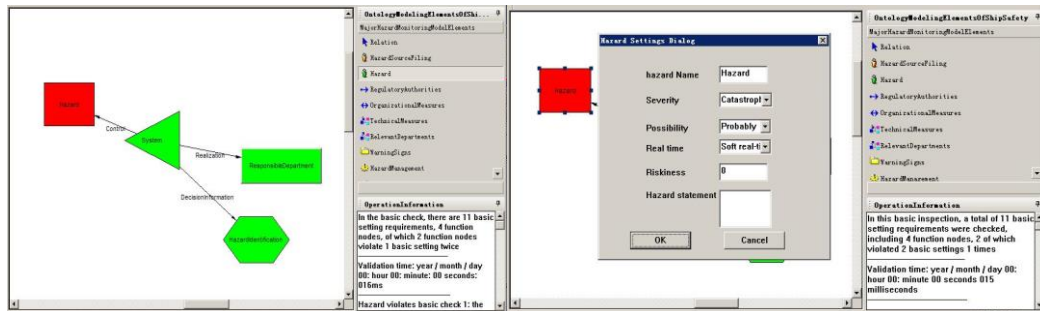 Hazard
Control
System
Realization
ResponsibleDepartment
DecisionInformation
HazardIdentification
OntologyModelingElementsOfShi...
MajorHazardMonitoringModelElements
Relation
HazardSourceFiling
Hazard
RegulatoryAuthorities
OrganizationalMeasures
TechnicalMeasures
RelevantDepartments
WarningSigns
HazardManagement
OperationInformation
In the basic check, there are 11 basic
setting requirements, 4 function
nodes, of which 2 function nodes
violate 1 basic setting twice
Validation time: year / month / day
00: hour 00: minute: 00 seconds:
016ms
Hazard violates basic check 1: the
Hazard
Hazard Settings Dialog
hazard Name
Hazard
Severity
Catastropl
Possibility
Probably
Real time
Soft real-ti
Riskiness
0
Hazard statement
OK
Cancel
OntologyModelingElementsOfShipSafety
MajorHazardMonitoringModelElements
Relation
HazardSourceFiling
Hazard
RegulatoryAuthorities
OrganizationalMeasures
TechnicalMeasures
RelevantDepartments
WarningSigns
HazardManagement
OperationInformation
In this basic inspection, a total of 11 basic
setting requirements were checked,
including 4 function nodes, 2 of which
violated 2 basic settings 1 times
Validation time: year / month / day 00:
hour 00: minute 00 seconds 015
milliseconds